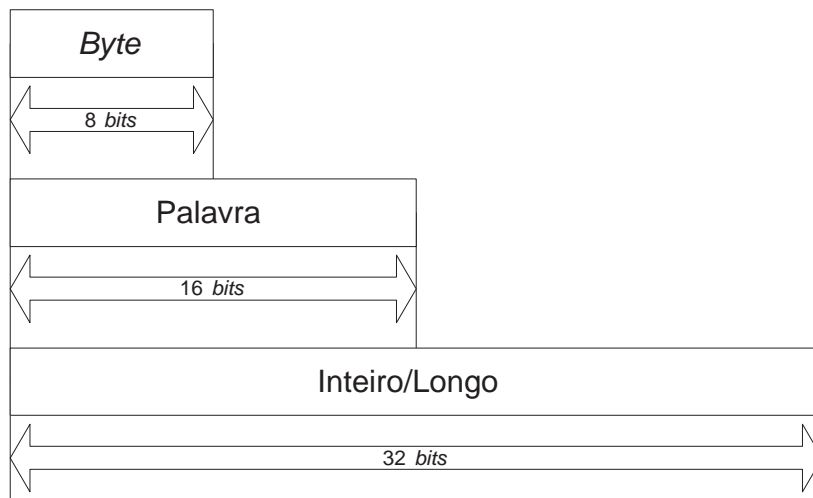 Byte
8 bits
Palavra
16 bits
Inteiro/Longo
32 bits